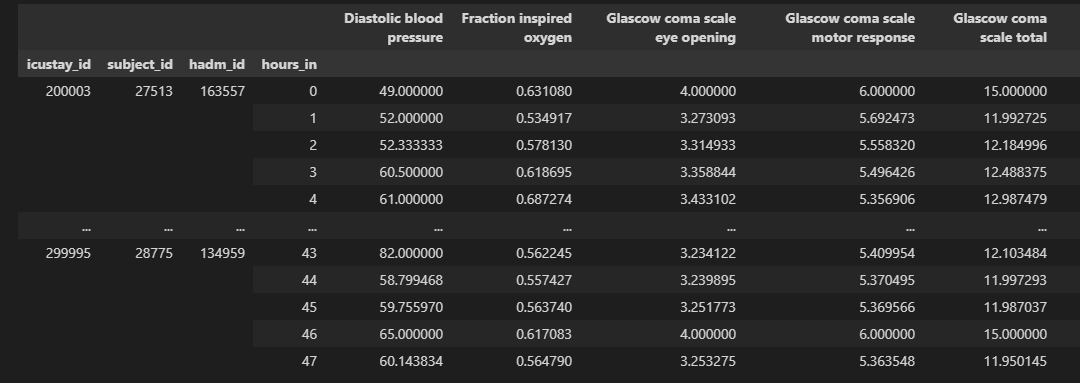 Diastolic blood pressure Fraction inspired oxygen Glascow coma scale eye opening Glascow coma scale motor response Glascow coma scale total
icustay_id subject_id hadm_id hours_in
200003 27513 163557 0 49.000000 0.631080 4.000000 6.000000 15.000000
1 52.000000 0.534917 3.273093 5.692473 11.992725
2 52.333333 0.578130 3.314933 5.558320 12.184996
3 60.500000 0.618695 3.358844 5.496426 12.488375
4 61.000000 0.687274 3.433102 5.356906 12.987479
... ... ... ... ... ... ... ... ...
299995 28775 134959 43 82.000000 0.562245 3.234122 5.409954 12.103484
44 58.799468 0.557427 3.239895 5.370495 11.997293
45 59.755970 0.563740 3.251773 5.369566 11.987037
46 65.000000 0.617083 4.000000 6.000000 15.000000
47 60.143834 0.564790 3.253275 5.363548 11.950145